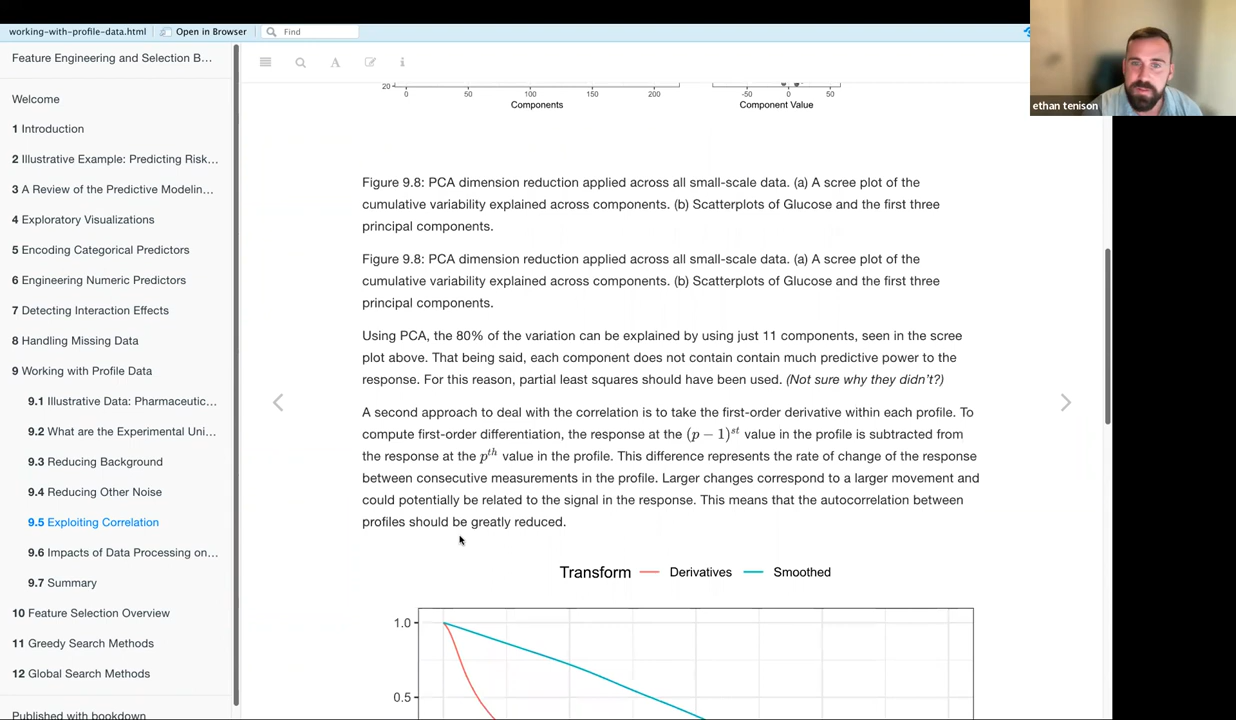 working-with-profile-data.html
Open in Browser
Find
ethan tenison
Feature Engineering and Selection B...
Welcome
1 Introduction
2 Illustrative Example: Predicting Risk...
3 A Review of the Predictive Modelin...
4 Exploratory Visualizations
5 Encoding Categorical Predictors
6 Engineering Numeric Predictors
7 Detecting Interaction Effects
8 Handling Missing Data
9 Working with Profile Data
9.1 Illustrative Data: Pharmaceutic...
9.2 What are the Experimental Uni...
9.3 Reducing Background
9.4 Reducing Other Noise
9.5 Exploiting Correlation
9.6 Impacts of Data Processing on...
9.7 Summary
10 Feature Selection Overview
11 Greedy Search Methods
12 Global Search Methods
Published with bookdown
20
0 50 100 150 200
Components
-50 0 50
Component Value
Figure 9.8: PCA dimension reduction applied across all small-scale data. (a) A scree plot of the
cumulative variability explained across components. (b) Scatterplots of Glucose and the first three
principal components.
Figure 9.8: PCA dimension reduction applied across all small-scale data. (a) A scree plot of the
cumulative variability explained across components. (b) Scatterplots of Glucose and the first three
principal components.
Using PCA, the 80% of the variation can be explained by using just 11 components, seen in the scree
plot above. That being said, each component does not contain contain much predictive power to the
response. For this reason, partial least squares should have been used. (Not sure why they didn't?)
A second approach to deal with the correlation is to take the first-order derivative within each profile. To
compute first-order differentiation, the response at the (p − 1)^st value in the profile is subtracted from
the response at the p^th value in the profile. This difference represents the rate of change of the response
between consecutive measurements in the profile. Larger changes correspond to a larger movement and
could potentially be related to the signal in the response. This means that the autocorrelation between
profiles should be greatly reduced.
Transform Derivatives Smoothed
1.0
0.5